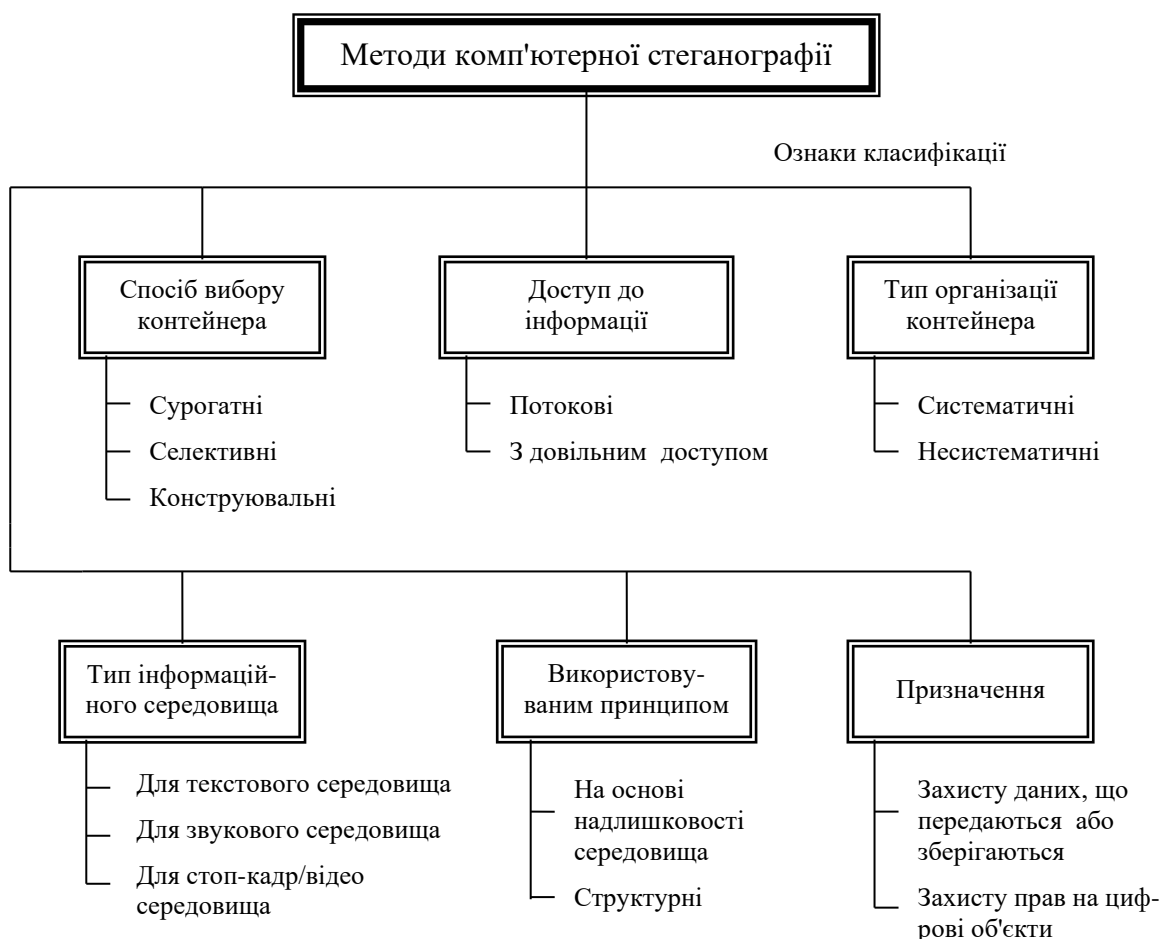 Методи комп'ютерної стеганографії
Ознаки класифікації
Спосіб вибору
контейнера
Сурогатні
Селективні
Конструювальні
Доступ до
інформації
Потокові
З довільним доступом
Тип організації
контейнера
Систематичні
Несистематичні
Тип інформацій-
ного середовища
Для текстового середовища
Для звукового середовища
Для стоп-кадр/відео
середовища
Використову-
ваним принципом
На основі
надлишковості
середовища
Структурні
Призначення
Захисту даних, що
передаються або
зберігаються
Захисту прав на циф-
рові об'єкти